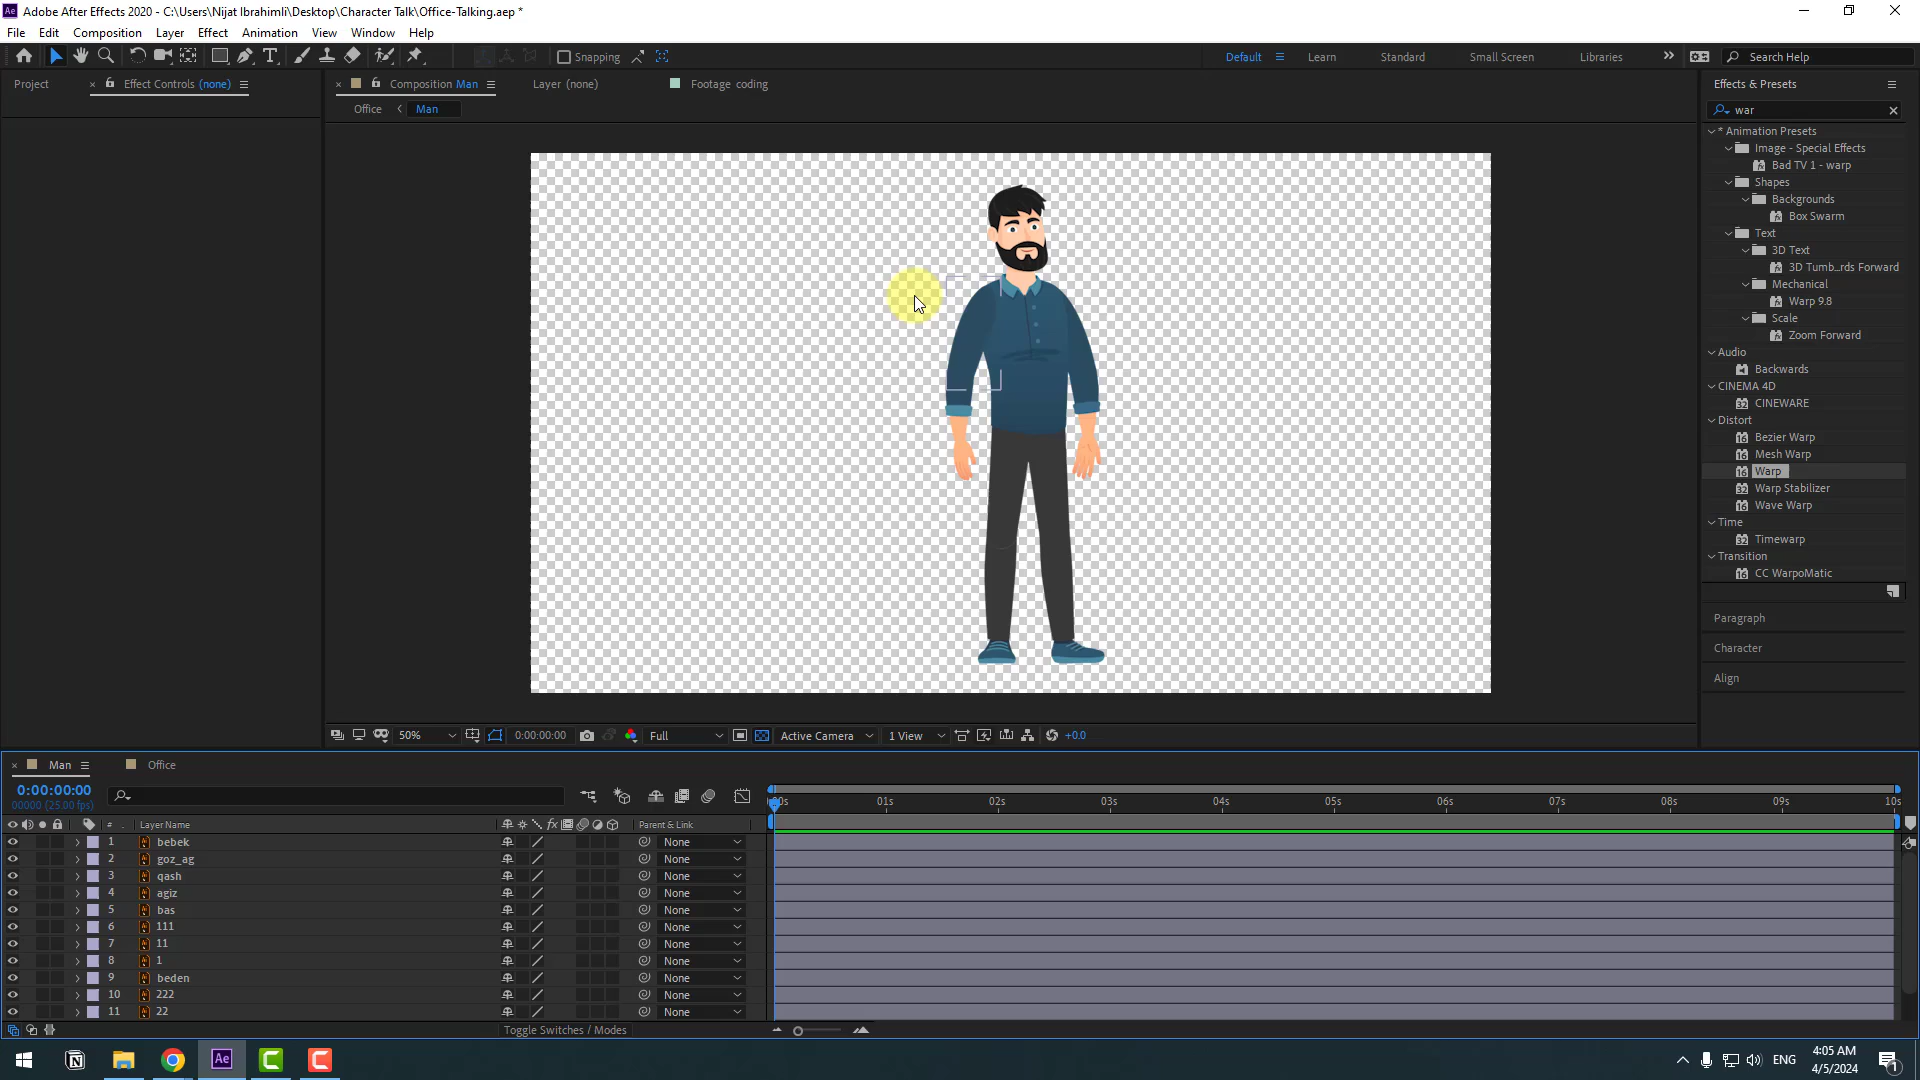 Adobe After Effects 2020 - C:\Users\Nijat Ibrahimli\Desktop\Character Talk\Office-Talking.aep *
File Edit Composition Layer Effect Animation View Window Help
Snapping Default Learn Standard Small Screen Libraries Search Help
Project Effect Controls (none) Composition Man Layer (none) Footage coding Effects & Presets
Office Man
war
* Animation Presets
Image - Special Effects
Bad TV 1 - warp
Shapes
Backgrounds
Box Swarm
Text
3D Text
3D Tumb...rds Forward
Mechanical
Warp 9.8
Scale
Zoom Forward
Audio
Backwards
CINEMA 4D
CINEWARE
Distort
Bezier Warp
Mesh Warp
Warp
Warp Stabilizer
Wave Warp
Time
Timewarp
Transition
CC WarpoMatic
Paragraph
Character
Align
50% 0:00:00:00 Full Active Camera 1 View +0.0
Man Office
0:00:00:00
00000 (25.00 fps)
:00s 01s 02s 03s 04s 05s 06s 07s 08s 09s 10s
# Layer Name Parent & Link
1 bebek None
2 goz_ag None
3 qash None
4 agiz None
5 bas None
6 111 None
7 11 None
8 1 None
9 beden None
10 222 None
11 22 None
Toggle Switches / Modes
ENG 4:05 AM
4/5/2024
1